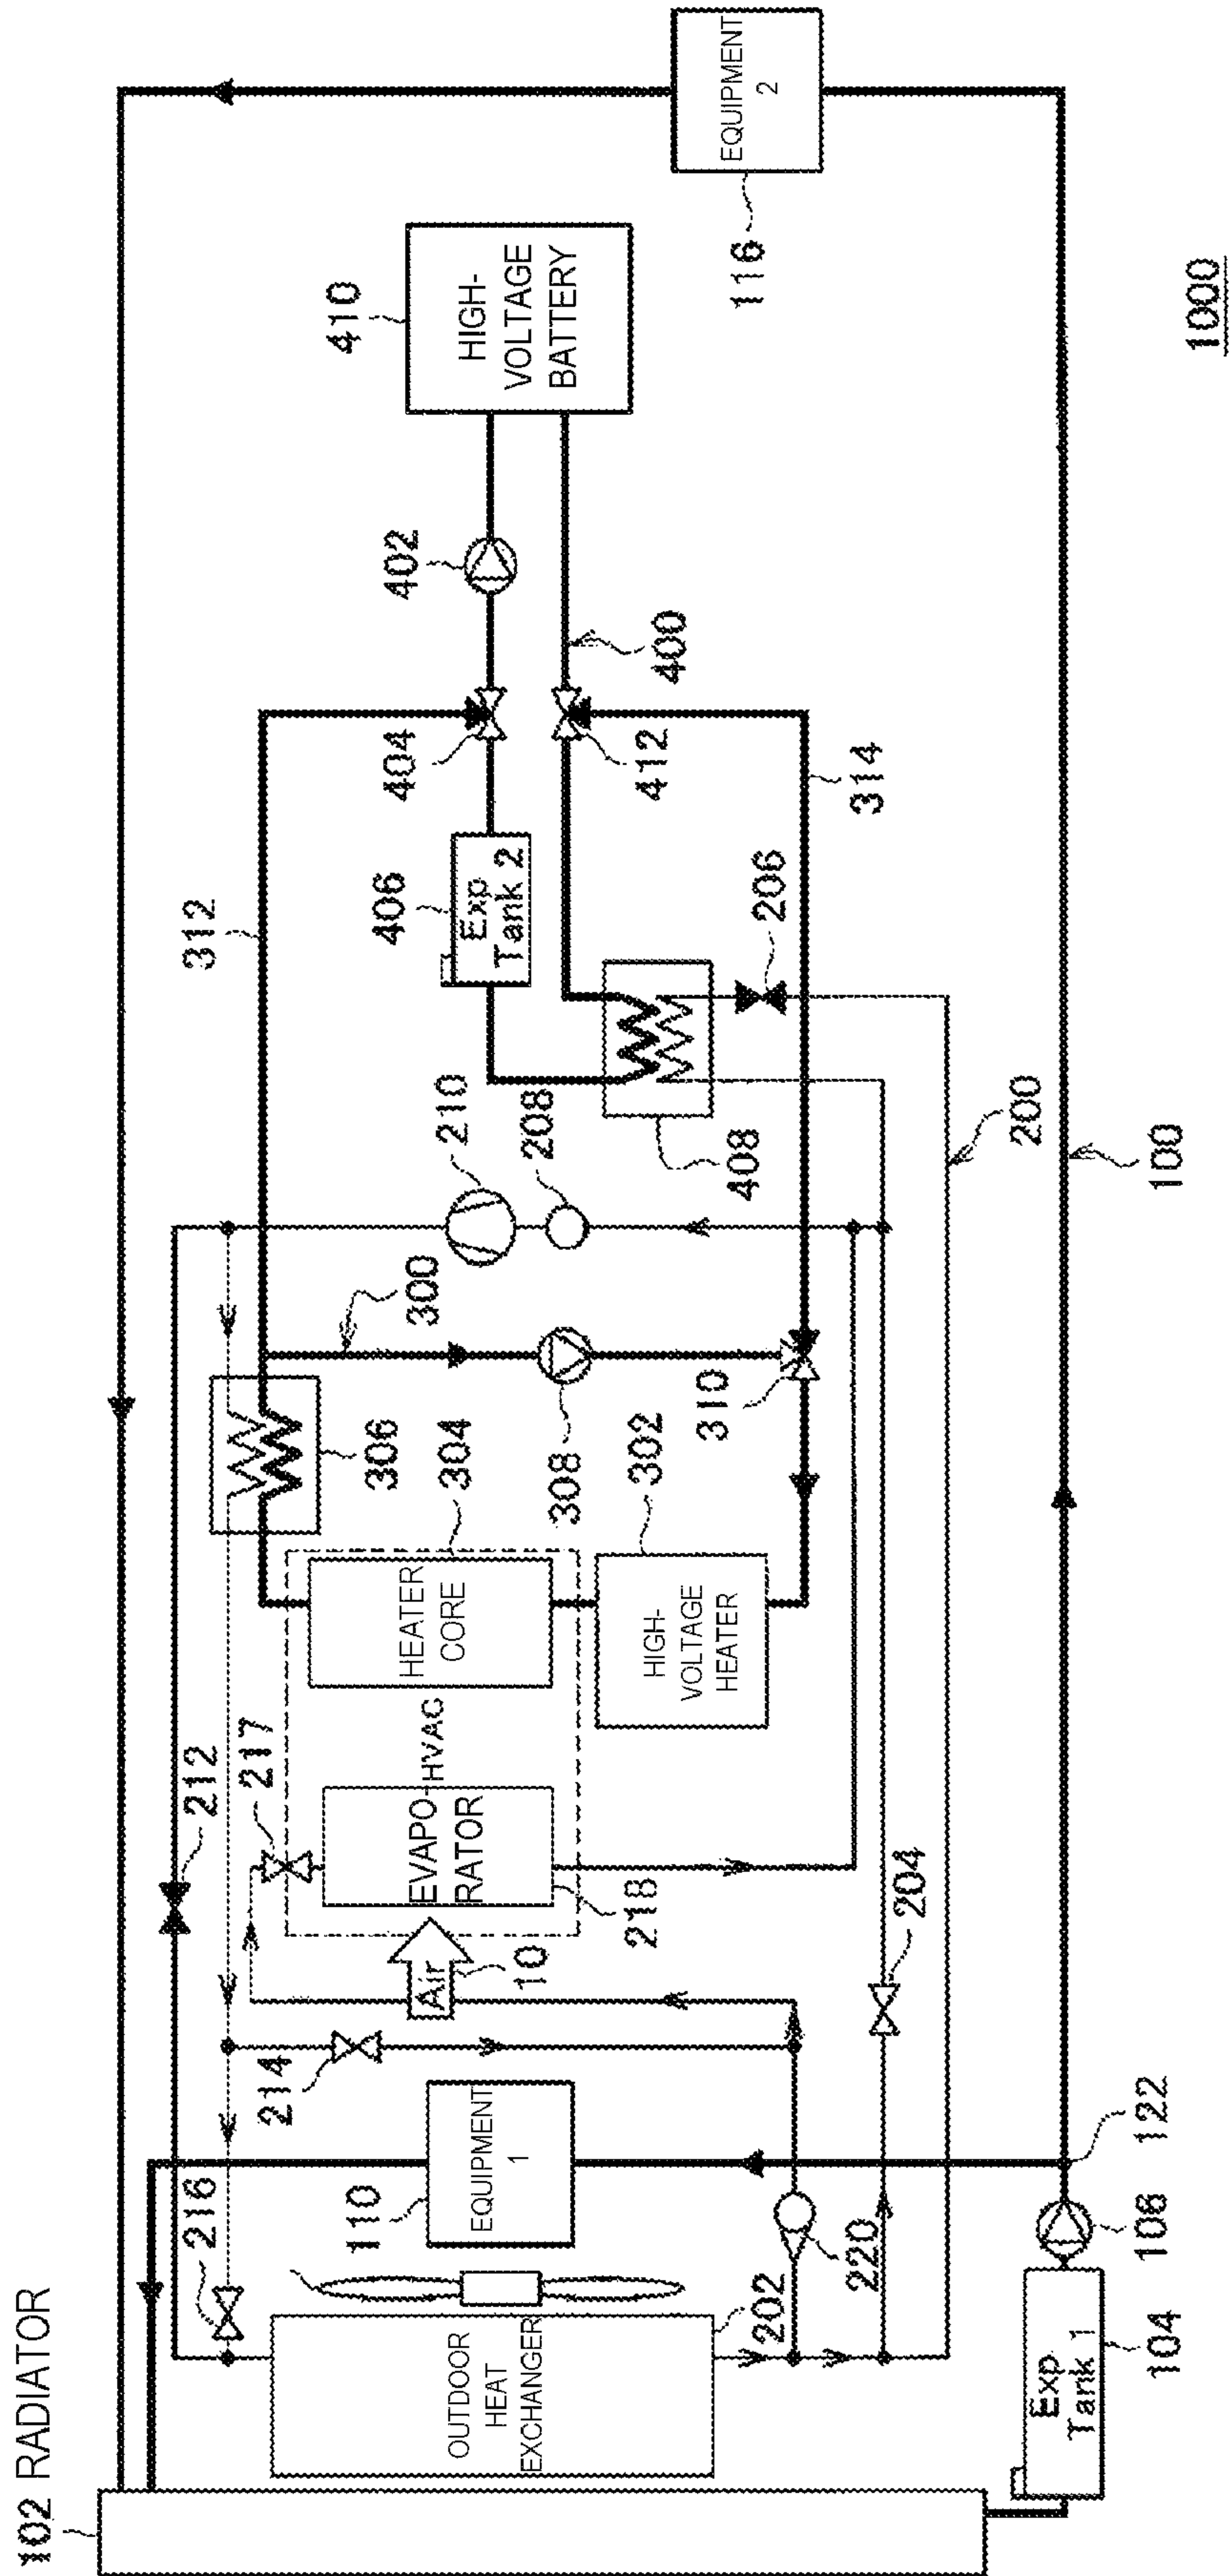 102 RADIATOR
OUTDOOR
HEAT
EXCHANGER
202
216
110
EQUIPMENT
1
214
220
Exp
Tank 1
104
106
122
212
217
Air
10
EVAPO-
RATOR
218
HVAC
204
HEATER
CORE
304
HIGH-
VOLTAGE
HEATER
302
306
308
310
300
210
208
312
408
206
200
100
406
Exp
Tank 2
404
412
314
402
400
410
HIGH-
VOLTAGE
BATTERY
EQUIPMENT
2
116
1000